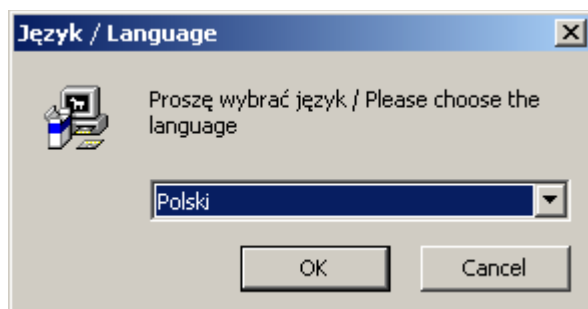 Język / Language
Proszę wybrać język / Please choose the
language
Polski
OK
Cancel